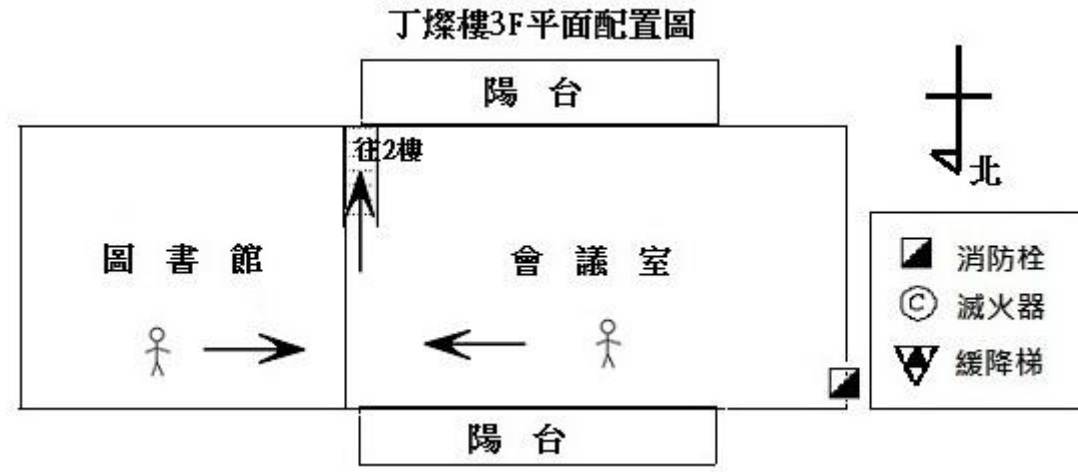 丁燦樓3F平面配置圖
陽台
往2樓
北
圖書館
會議室
消防栓
C 滅火器
緩降梯
陽台